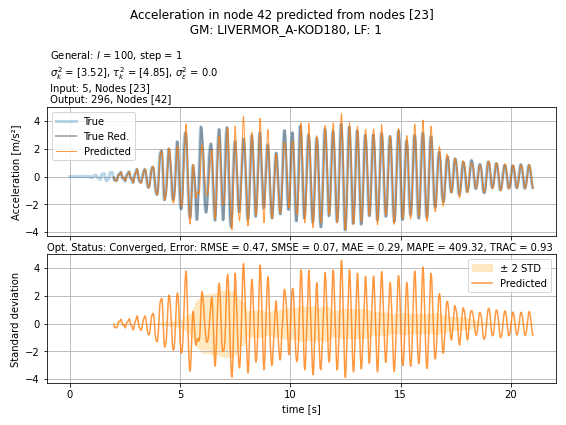 Acceleration in node 42 predicted from nodes [23]
GM: LIVERMOR_A-KOD180, LF: 1
General: l = 100, step = 1
σ²ₖ = [3.52], τ²ₖ = [4.85], σ²_ε = 0.0
Input: 5, Nodes [23]
Output: 296, Nodes [42]
Acceleration [m/s²]
4
2
0
−2
−4
True
True Red.
Predicted
Opt. Status: Converged, Error: RMSE = 0.47, SMSE = 0.07, MAE = 0.29, MAPE = 409.32, TRAC = 0.93
Standard deviation
4
2
0
−2
−4
± 2 STD
Predicted
0 5 10 15 20
time [s]